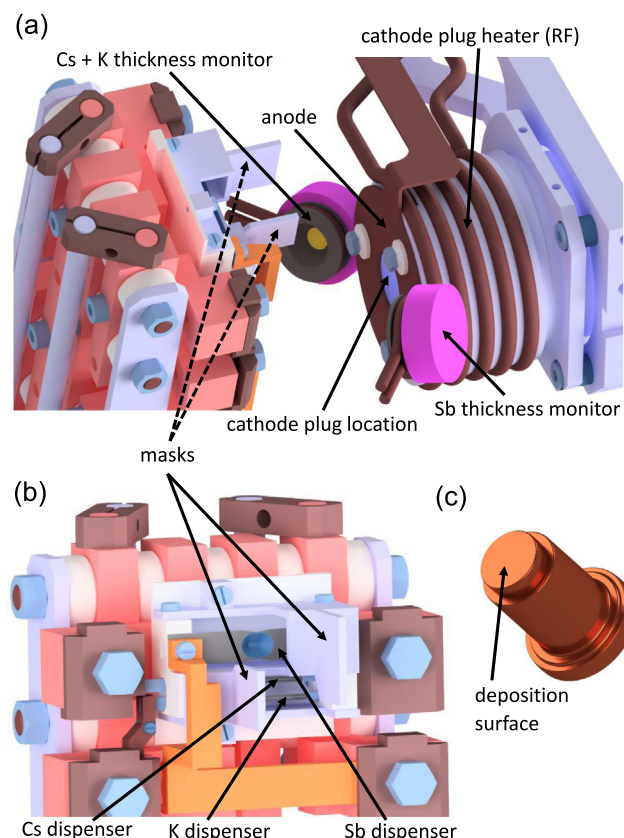 (a)
cathode plug heater (RF)
Cs + K thickness monitor
anode
Sb thickness monitor
cathode plug location
masks
(b)
(c)
deposition
surface
Cs dispenser
K dispenser
Sb dispenser